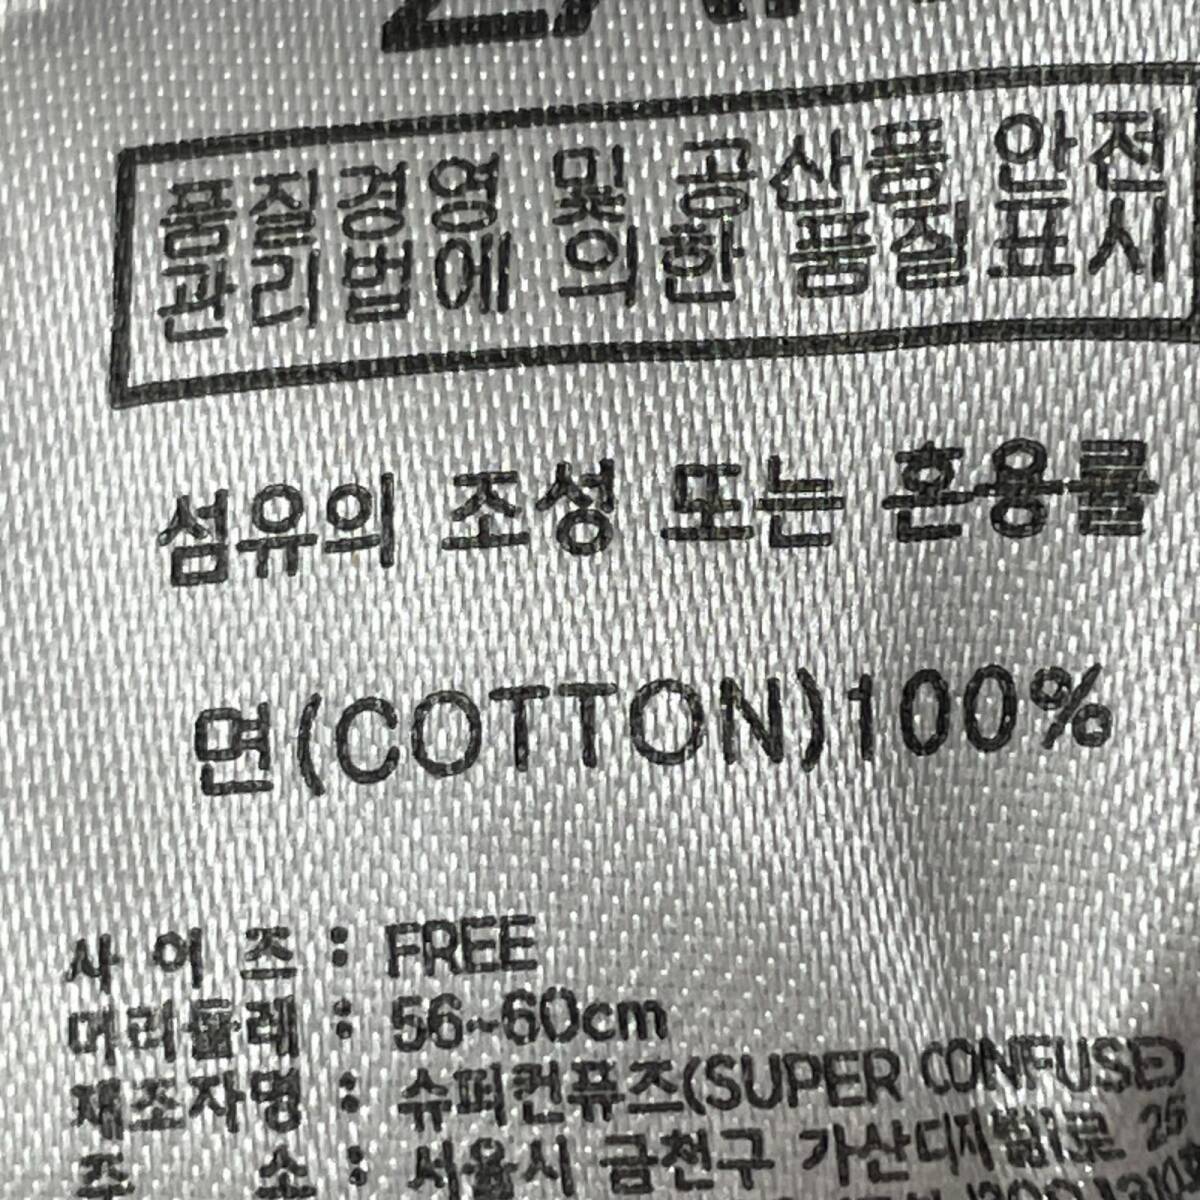 품질경영 및 공산품 안전
관리법에 의한 품질표시
섬유의 조성 또는 혼용률
면(COTTON)100%
사 이 즈 : FREE
머리둘레 : 56~60cm
제조자명 : 슈퍼컨퓨즈(SUPER CONFUSE)
주 소 : 서울시 금천구 가산디지털1로 25